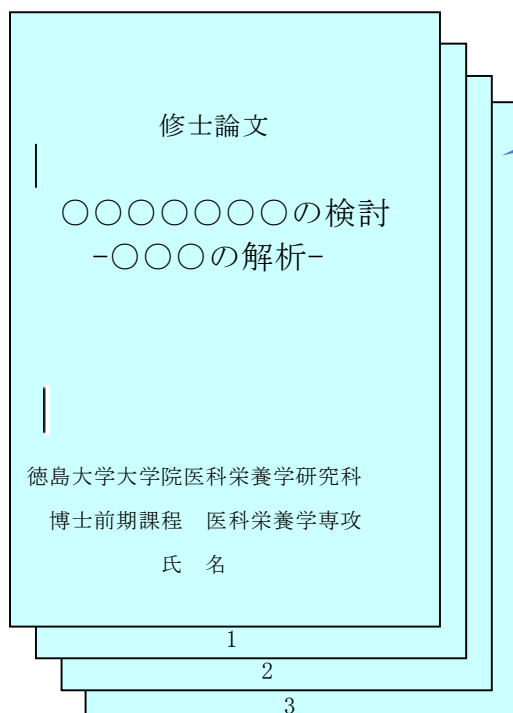 修士論文
○○○○○○○の検討
-○○○の解析-
徳島大学大学院医科栄養学研究科
博士前期課程　医科栄養学専攻
氏　名
1
2
3